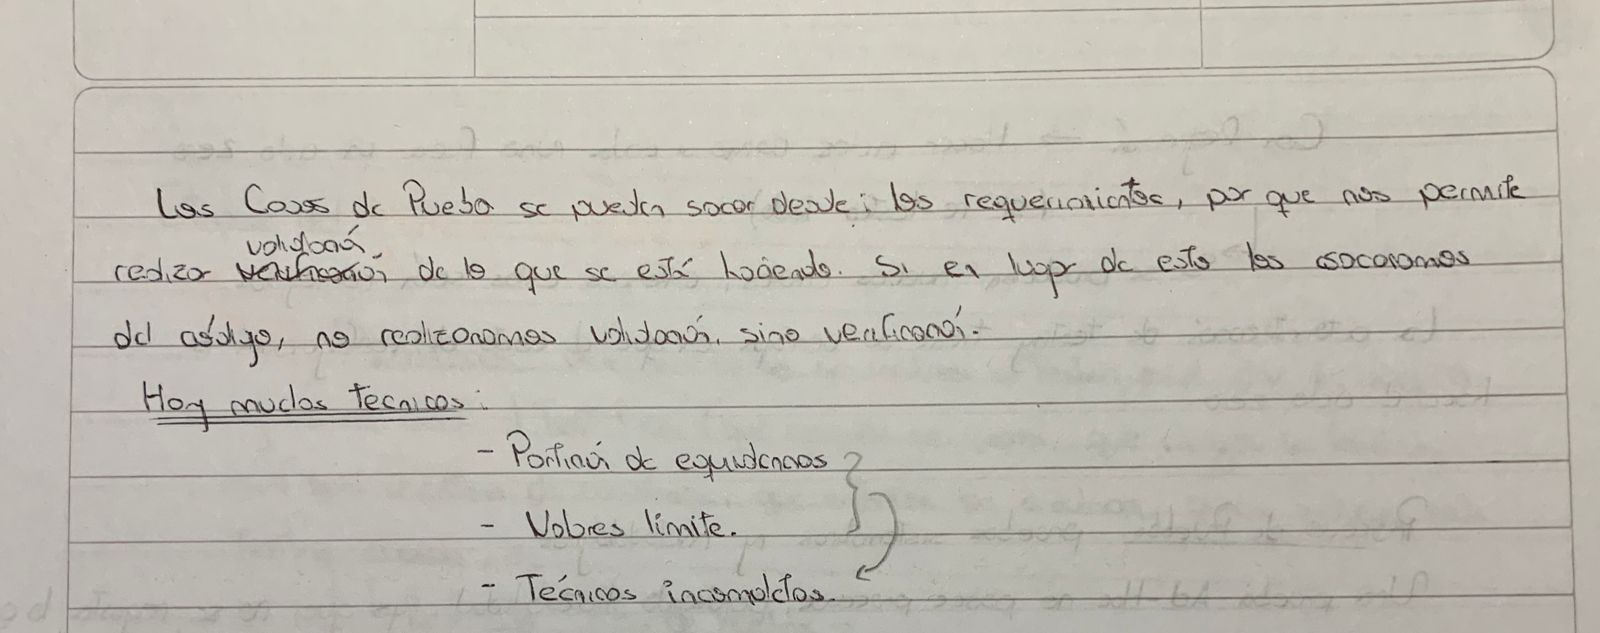 Los Casos de Prueba se pueden sacar desde; los requerimientos, por que nos permite
validación
realizar verificación de lo que se está haciendo. Si en lugar de esto los sacaramos
del código, no realizaramos validación, sino verificación.
Hay muchas Tecnicas:
- Partición de equivalencias
- Valores límite.
- Técnicas incompletas.